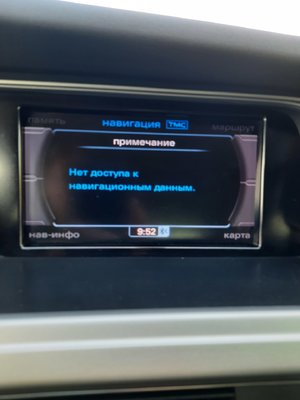 память
навигация TMC
маршрут
примечание
Нет доступа к
навигационным данным.
нав-инфо
9:52
карта